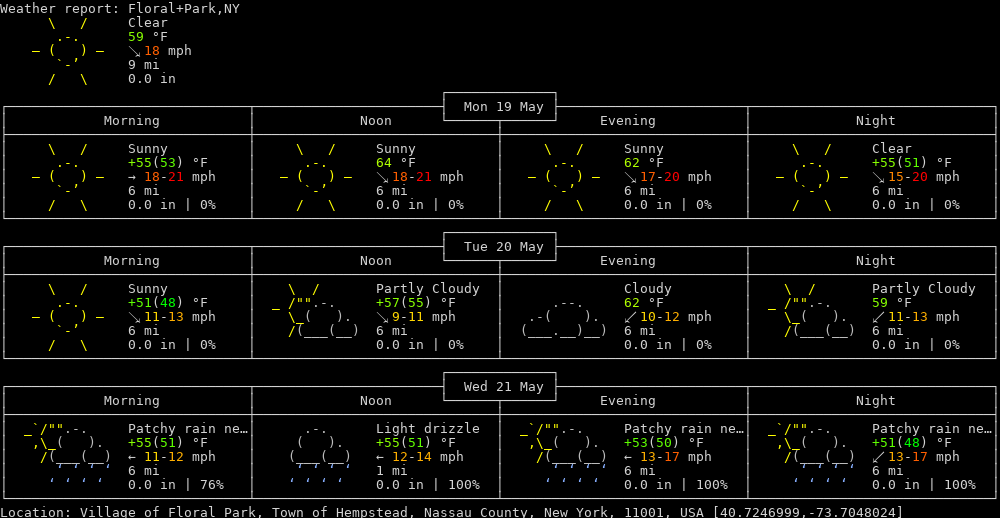 Weather report: Floral+Park,NY
Clear
59 °F
↘ 18 mph
9 mi
0.0 in
Mon 19 May
Morning Noon Evening Night
Sunny Sunny Sunny Clear
+55(53) °F 64 °F 62 °F +55(51) °F
→ 18-21 mph ↘ 18-21 mph ↘ 17-20 mph ↘ 15-20 mph
6 mi 6 mi 6 mi 6 mi
0.0 in | 0% 0.0 in | 0% 0.0 in | 0% 0.0 in | 0%
Tue 20 May
Morning Noon Evening Night
Sunny Partly Cloudy Cloudy Partly Cloudy
+51(48) °F +57(55) °F 62 °F 59 °F
↘ 11-13 mph ↘ 9-11 mph ↙ 10-12 mph ↙ 11-13 mph
6 mi 6 mi 6 mi 6 mi
0.0 in | 0% 0.0 in | 0% 0.0 in | 0% 0.0 in | 0%
Wed 21 May
Morning Noon Evening Night
Patchy rain ne… Light drizzle Patchy rain ne… Patchy rain ne…
+55(51) °F +55(51) °F +53(50) °F +51(48) °F
← 11-12 mph ← 12-14 mph ← 13-17 mph ↙ 13-17 mph
6 mi 1 mi 6 mi 6 mi
0.0 in | 76% 0.0 in | 100% 0.0 in | 100% 0.0 in | 100%
Location: Village of Floral Park, Town of Hempstead, Nassau County, New York, 11001, USA [40.7246999,-73.7048024]